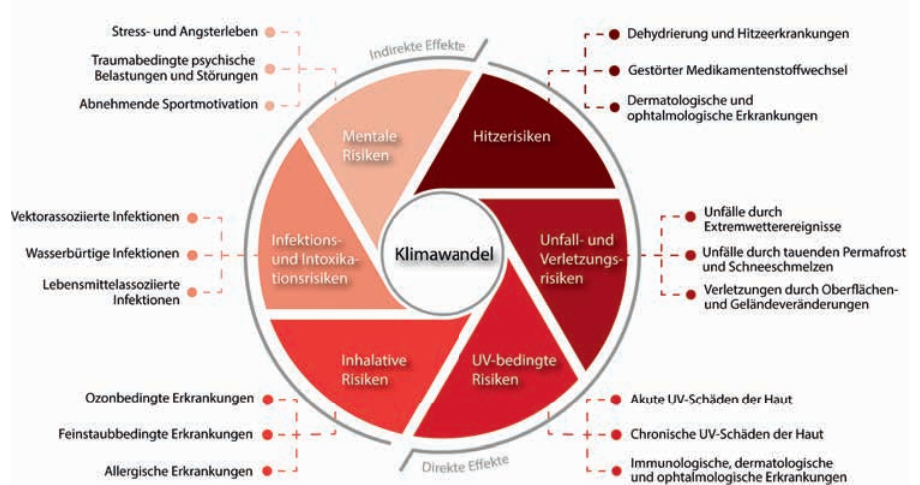 Indirekte Effekte
Stress- und Angsterleben
Traumabedingte psychische
Belastungen und Störungen
Abnehmende Sportmotivation
Mentale
Risiken
Vektorassoziierte Infektionen
Wasserbürtige Infektionen
Lebensmittelassoziierte
Infektionen
Infektions-
und Intoxika-
tionsrisiken
Ozonbedingte Erkrankungen
Feinstaubbedingte Erkrankungen
Allergische Erkrankungen
Inhalative
Risiken
Klimawandel
Hitzerisiken
Dehydrierung und Hitzeerkrankungen
Gestörter Medikamentenstoffwechsel
Dermatologische und
ophtalmologische Erkrankungen
Unfall- und
Verletzungs-
risiken
Unfälle durch
Extremwetterereignisse
Unfälle durch tauenden Permafrost
und Schneeschmelzen
Verletzungen durch Oberflächen-
und Geländeveränderungen
UV-bedingte
Risiken
Akute UV-Schäden der Haut
Chronische UV-Schäden der Haut
Immunologische, dermatologische
und ophtalmologische Erkrankungen
Direkte Effekte